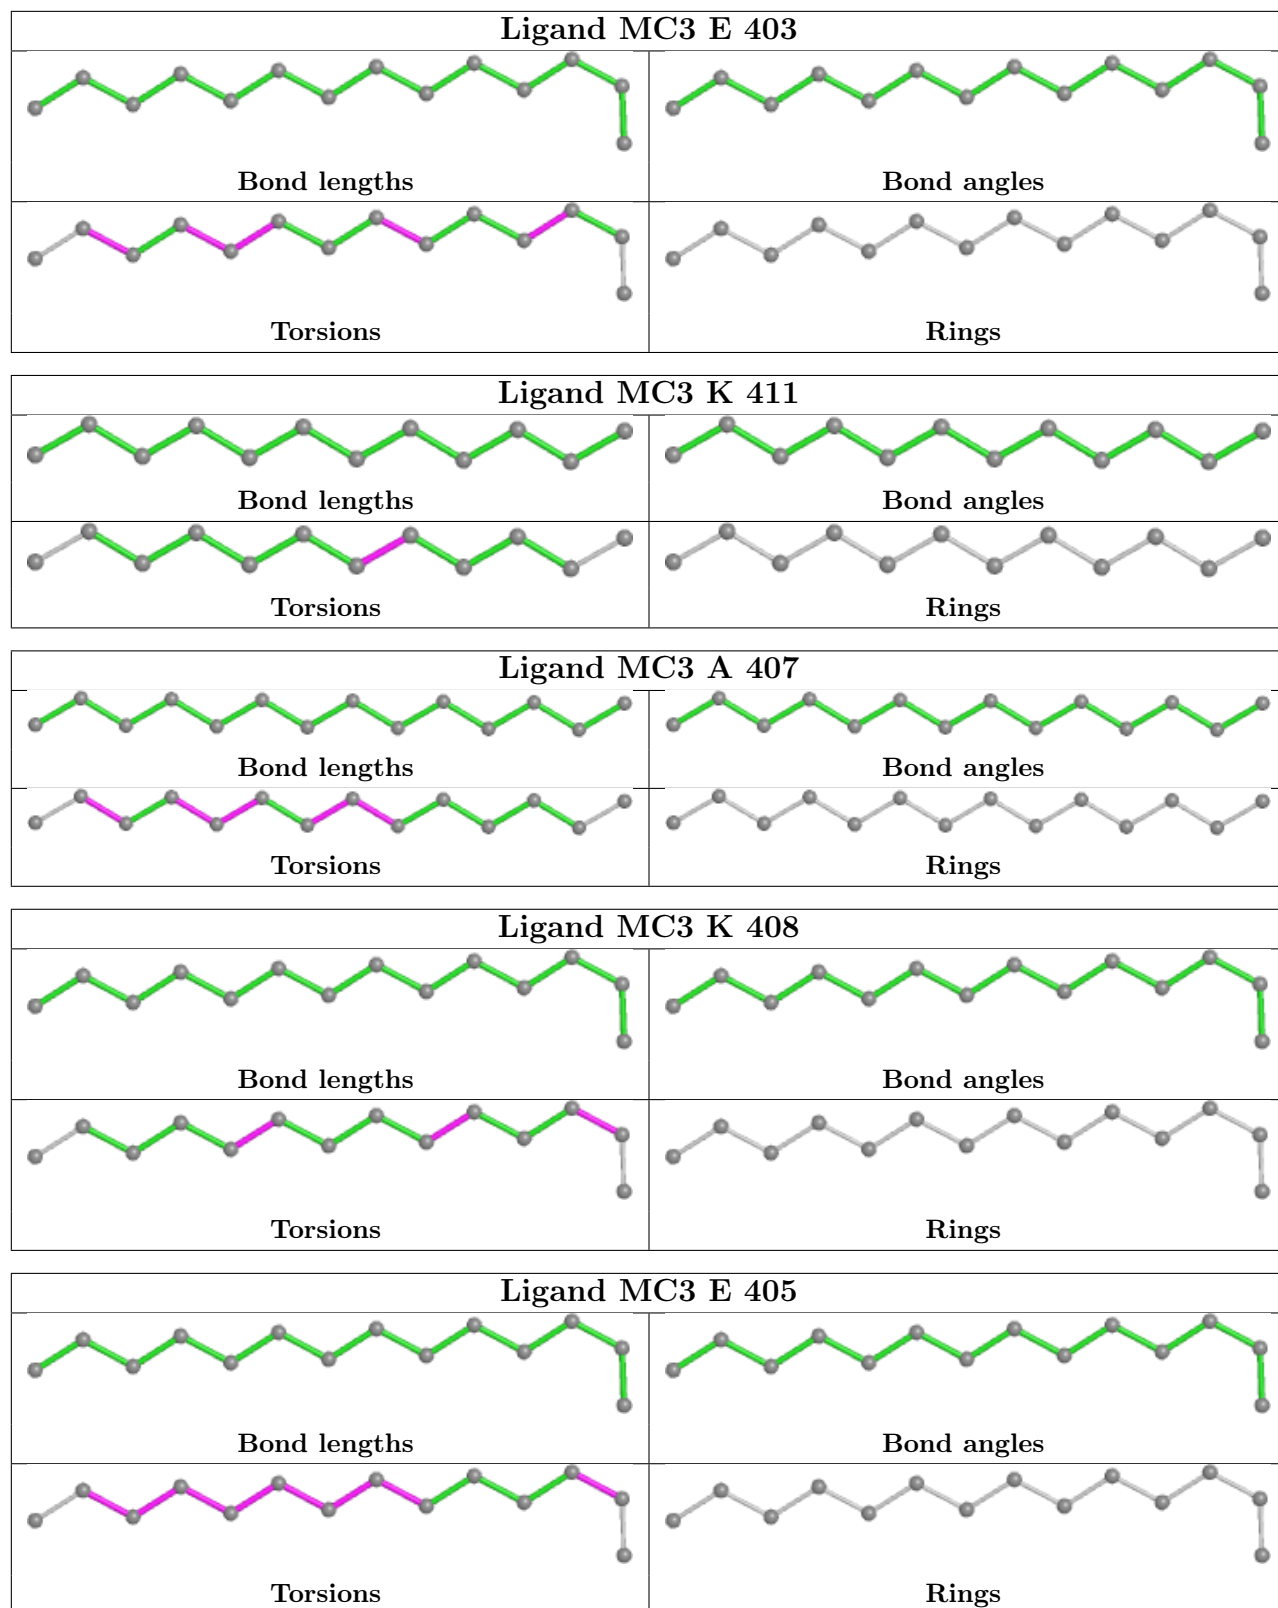 Ligand MC3 E 403
Bond lengths Bond angles
Torsions Rings
Ligand MC3 K 411
Bond lengths Bond angles
Torsions Rings
Ligand MC3 A 407
Bond lengths Bond angles
Torsions Rings
Ligand MC3 K 408
Bond lengths Bond angles
Torsions Rings
Ligand MC3 E 405
Bond lengths Bond angles
Torsions Rings